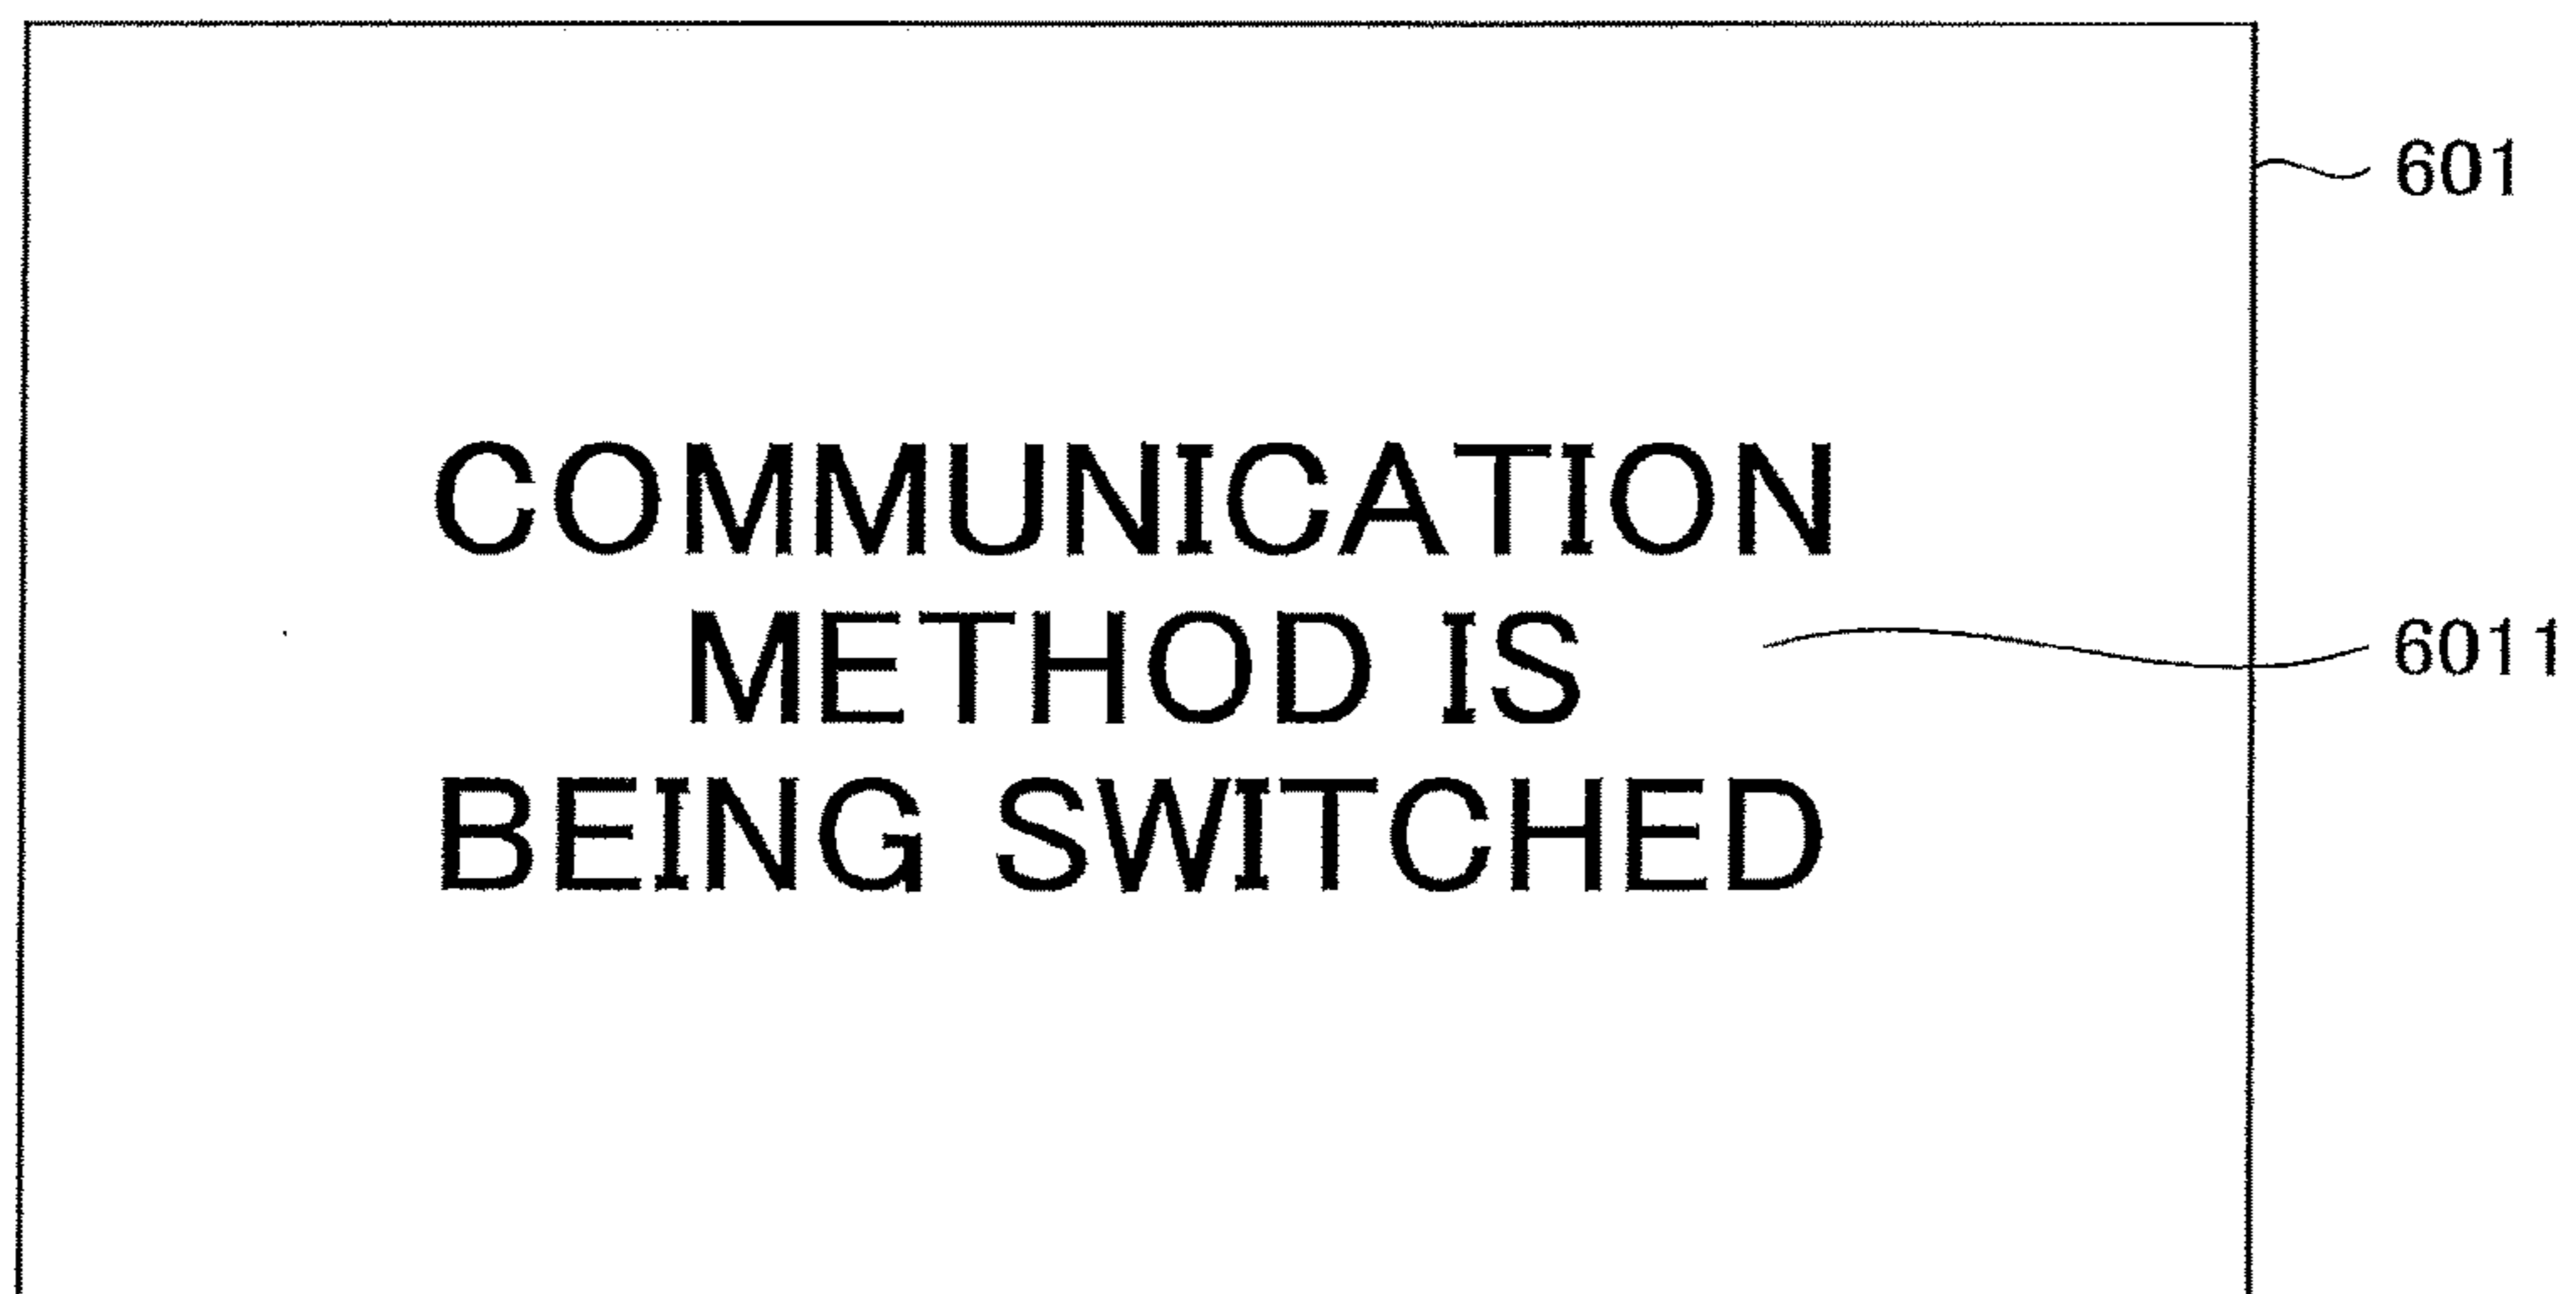 601
COMMUNICATION
METHOD IS
6011
BEING SWITCHED